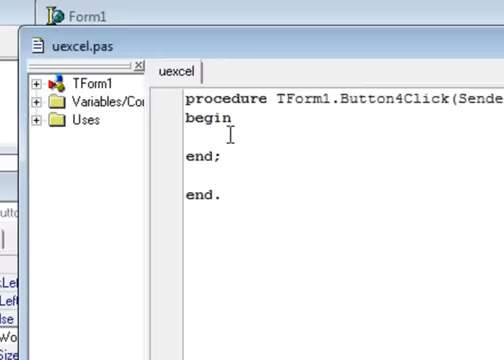 Form1
uexcel.pas
TForm1
Variables/Co
Uses
uexcel
procedure TForm1.Button4Click(Sende
begin
end;
end.